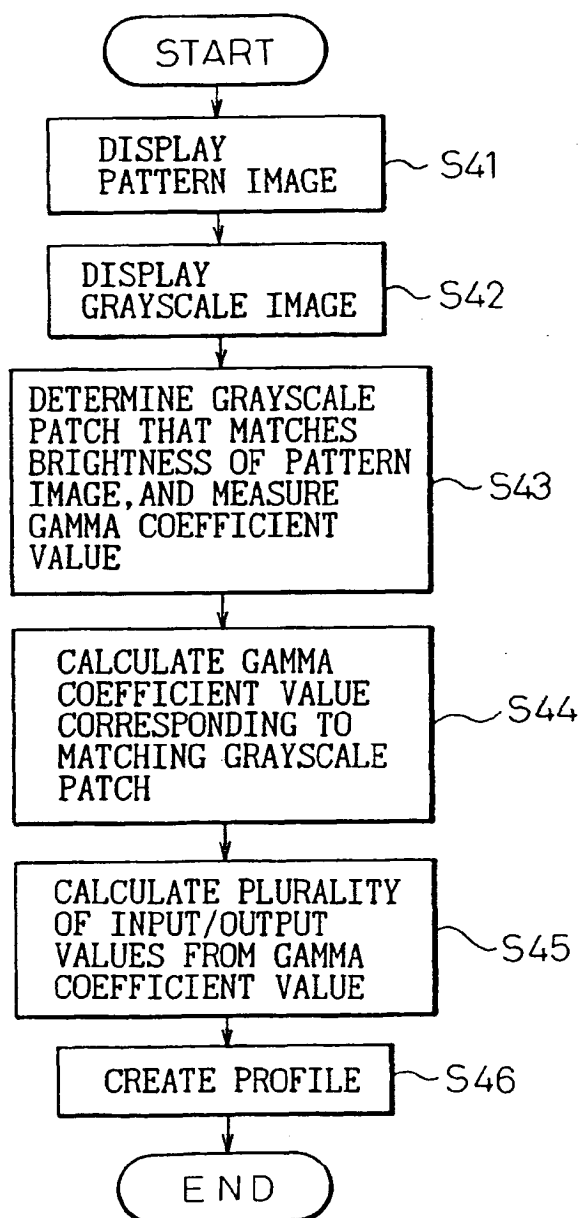 START
DISPLAY
PATTERN IMAGE
S41
DISPLAY
GRAYSCALE IMAGE
S42
DETERMINE GRAYSCALE
PATCH THAT MATCHES
BRIGHTNESS OF PATTERN
IMAGE,AND MEASURE
GAMMA COEFFICIENT
VALUE
S43
CALCULATE GAMMA
COEFFICIENT VALUE
CORRESPONDING TO
MATCHING GRAYSCALE
PATCH
S44
CALCULATE PLURALITY
OF INPUT/OUTPUT
VALUES FROM GAMMA
COEFFICIENT VALUE
S45
CREATE PROFILE
S46
END